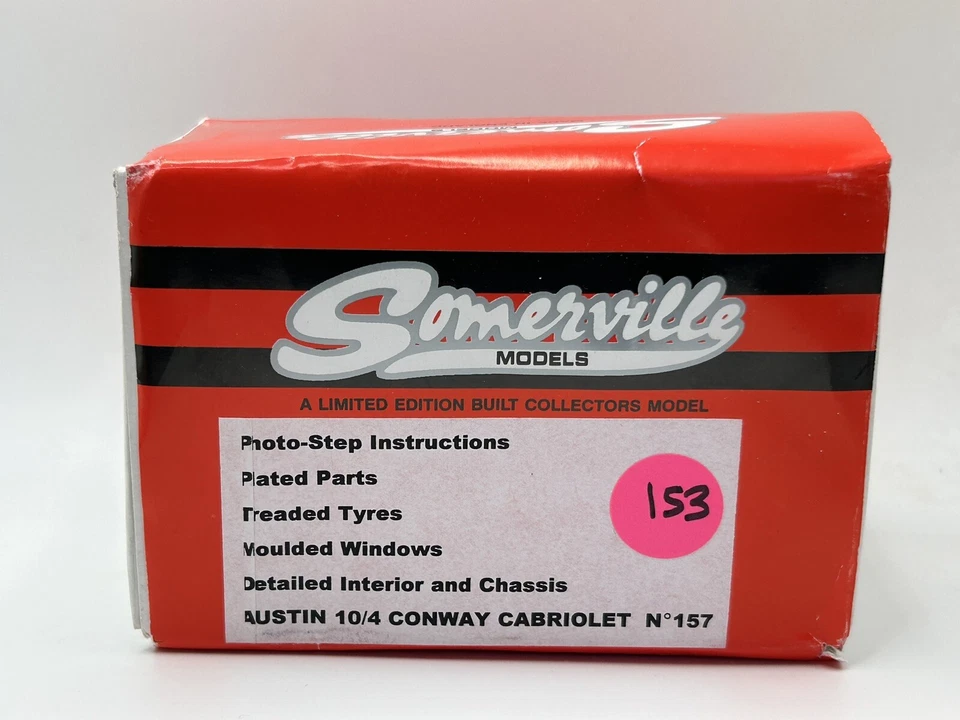 Somerville
MODELS
A LIMITED EDITION BUILT COLLECTORS MODEL
Photo-Step Instructions
Plated Parts
Treaded Tyres
153
Moulded Windows
Detailed Interior and Chassis
AUSTIN 10/4 CONWAY CABRIOLET N°157